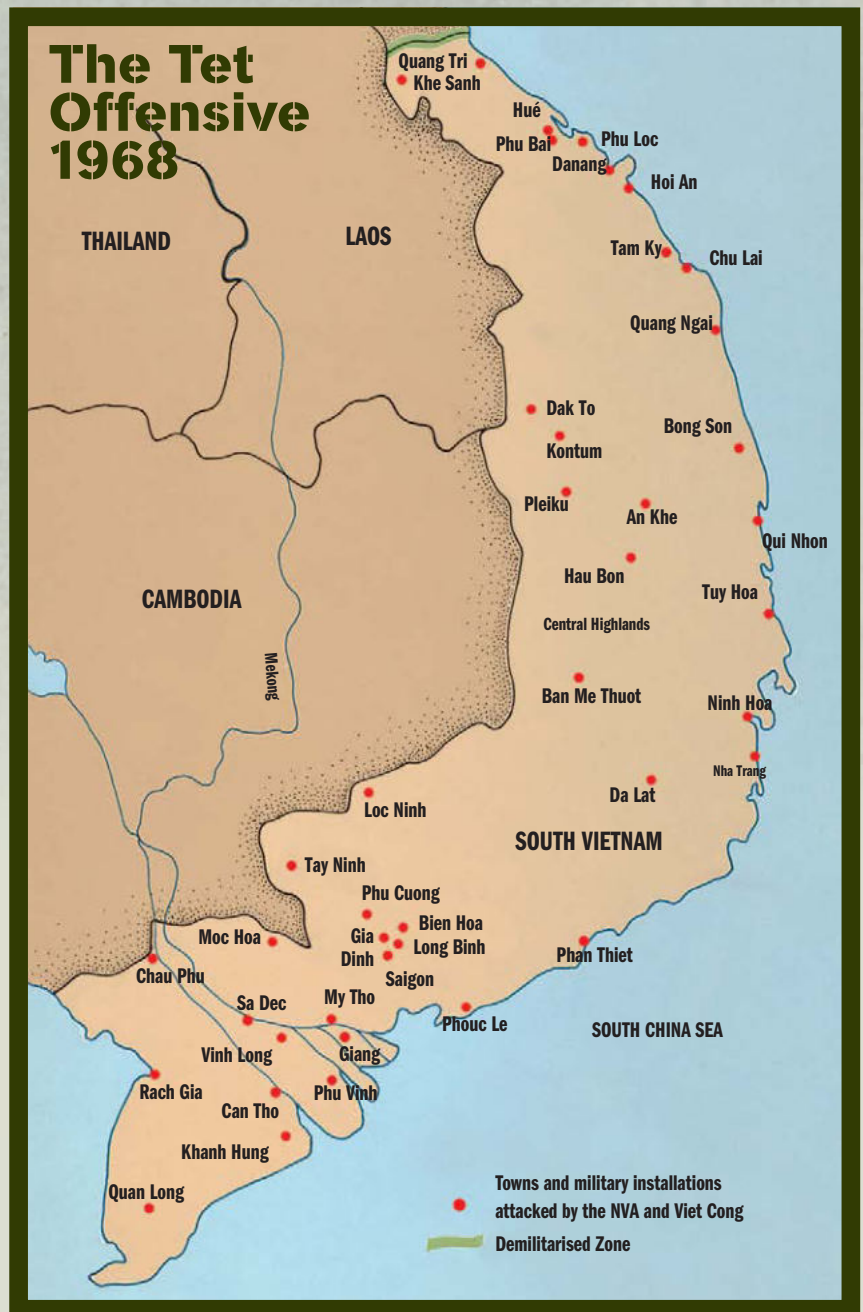 The Tet
Offensive
1968
Quang Tri
Khe Sanh
Hué
Phu Bai
Phu Loc
Danang
Hoi An
THAILAND
LAOS
Tam Ky
Chu Lai
Quang Ngai
Dak To
Bong Son
Kontum
Pleiku
An Khe
Qui Nhon
Hau Bon
CAMBODIA
Tuy Hoa
Central Highlands
Mekong
Ban Me Thuot
Ninh Hoa
Nha Trang
Da Lat
Loc Ninh
SOUTH VIETNAM
Tay Ninh
Phu Cuong
Bien Hoa
Moc Hoa
Gia
Dinh
Long Binh
Phan Thiet
Chau Phu
Saigon
Sa Dec
My Tho
Phouc Le
SOUTH CHINA SEA
Vinh Long
Giang
Rach Gia
Phu Vinh
Can Tho
Khanh Hung
Quan Long
Towns and military installations
attacked by the NVA and Viet Cong
Demilitarised Zone